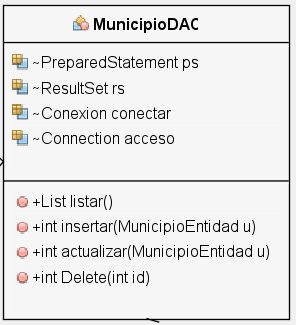 MunicipioDAC
~PreparedStatement ps
~ResultSet rs
~Conexion conectar
~Connection acceso
+List listar()
+int insertar(MunicipioEntidad u)
+int actualizar(MunicipioEntidad u)
+int Delete(int id)